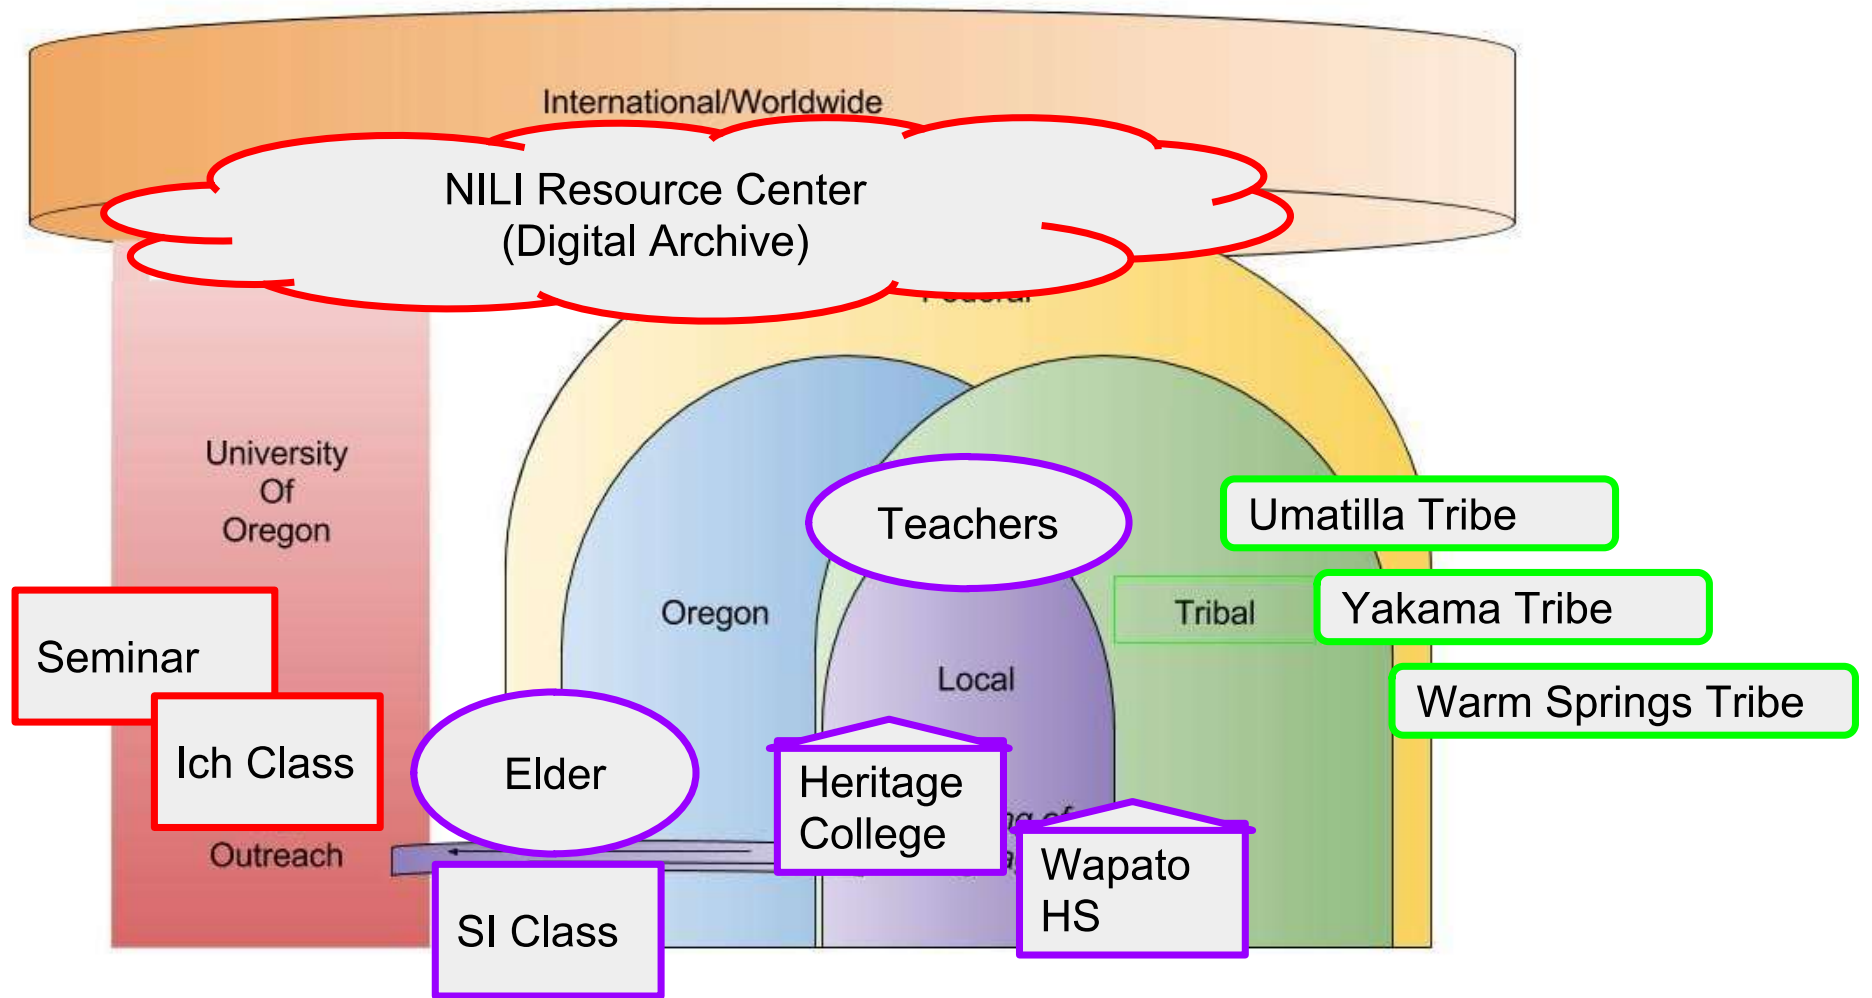 International/Worldwide
NILI Resource Center
(Digital Archive)
University
Of
Oregon
Teachers
Umatilla Tribe
Oregon
Tribal
Yakama Tribe
Seminar
Local
Warm Springs Tribe
Ich Class
Elder
Heritage
College
Outreach
Wapato
HS
SI Class